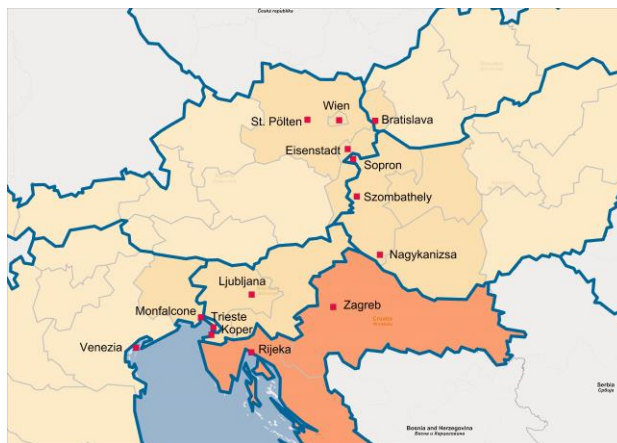 Česka republika
Wien
St. Pölten
Bratislava
Eisenstadt
Sopron
Szombathely
Nagykanizsa
Ljubljana
Zagreb
Monfalcone
Trieste
Koper
Venezia
Rijeka
Serbia
Србија
Bosnia and Herzegovina
Босна и Херцеговина